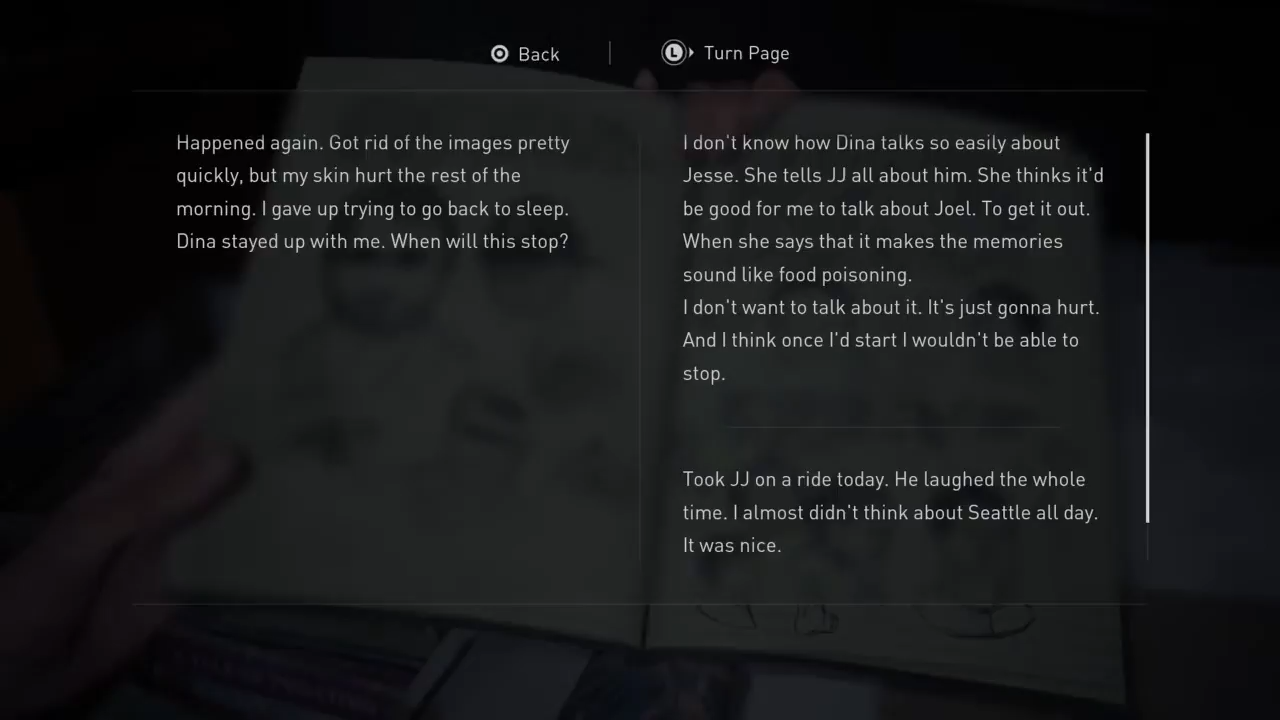 Back
L Turn Page
Happened again. Got rid of the images pretty
quickly, but my skin hurt the rest of the
morning. I gave up trying to go back to sleep.
Dina stayed up with me. When will this stop?
I don't know how Dina talks so easily about
Jesse. She tells JJ all about him. She thinks it'd
be good for me to talk about Joel. To get it out.
When she says that it makes the memories
sound like food poisoning.
I don't want to talk about it. It's just gonna hurt.
And I think once I'd start I wouldn't be able to
stop.
Took JJ on a ride today. He laughed the whole
time. I almost didn't think about Seattle all day.
It was nice.